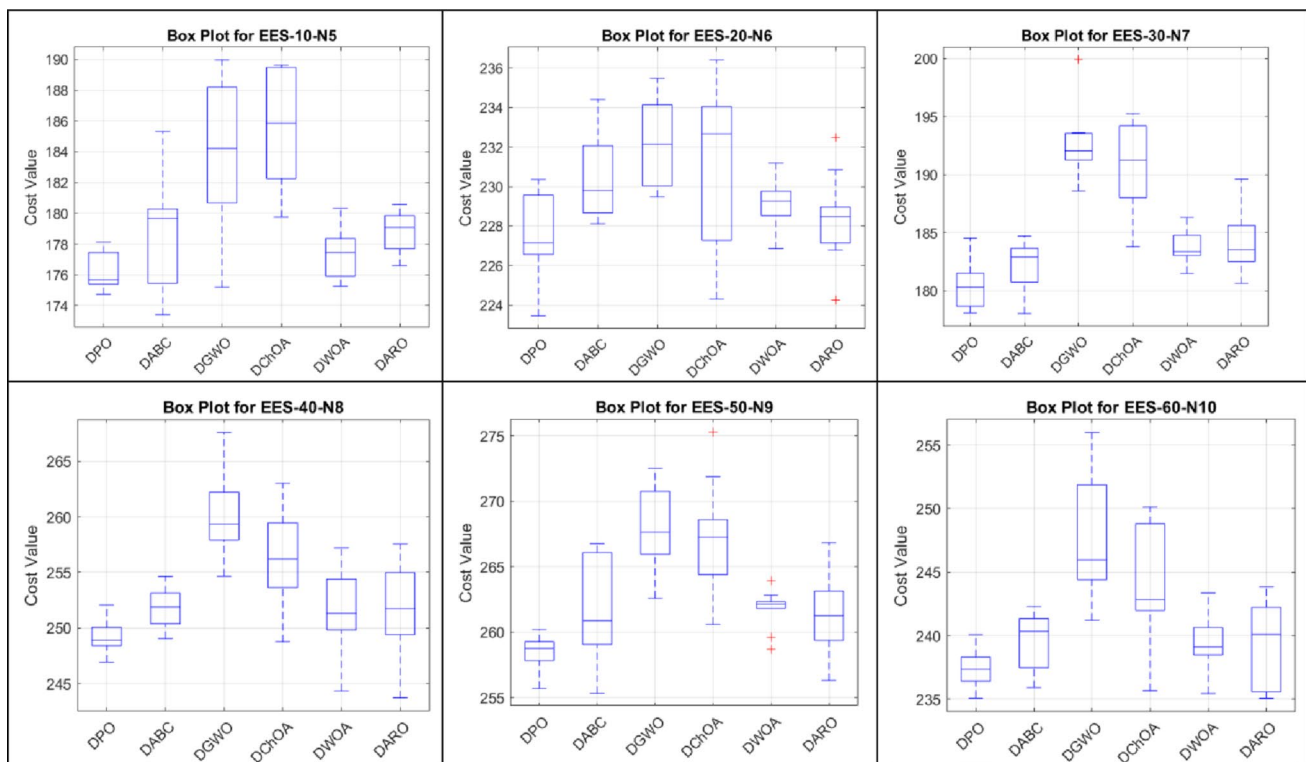 Box Plot for EES-10-N5
190
188
186
184
182
180
178
176
174
Cost Value
DPO
DABC
DGWO
DChOA
DWOA
DARO
Box Plot for EES-20-N6
236
234
232
230
228
226
224
Cost Value
DPO
DABC
DGWO
DChOA
DWOA
DARO
Box Plot for EES-30-N7
200
195
190
185
180
Cost Value
DPO
DABC
DGWO
DChOA
DWOA
DARO
Box Plot for EES-40-N8
265
260
255
250
245
Cost Value
DPO
DABC
DGWO
DChOA
DWOA
DARO
Box Plot for EES-50-N9
275
270
265
260
255
Cost Value
DPO
DABC
DGWO
DChOA
DWOA
DARO
Box Plot for EES-60-N10
255
250
245
240
235
Cost Value
DPO
DABC
DGWO
DChOA
DWOA
DARO